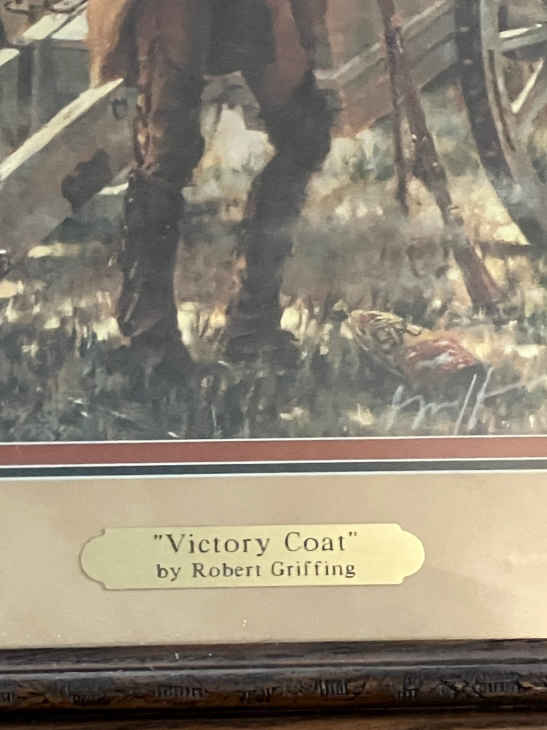 "Victory Coat"
by Robert Griffing